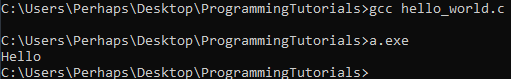 C:\Users\Perhaps\Desktop\ProgrammingTutorials>gcc hello_world.c
C:\Users\Perhaps\Desktop\ProgrammingTutorials>a.exe
Hello
C:\Users\Perhaps\Desktop\ProgrammingTutorials>